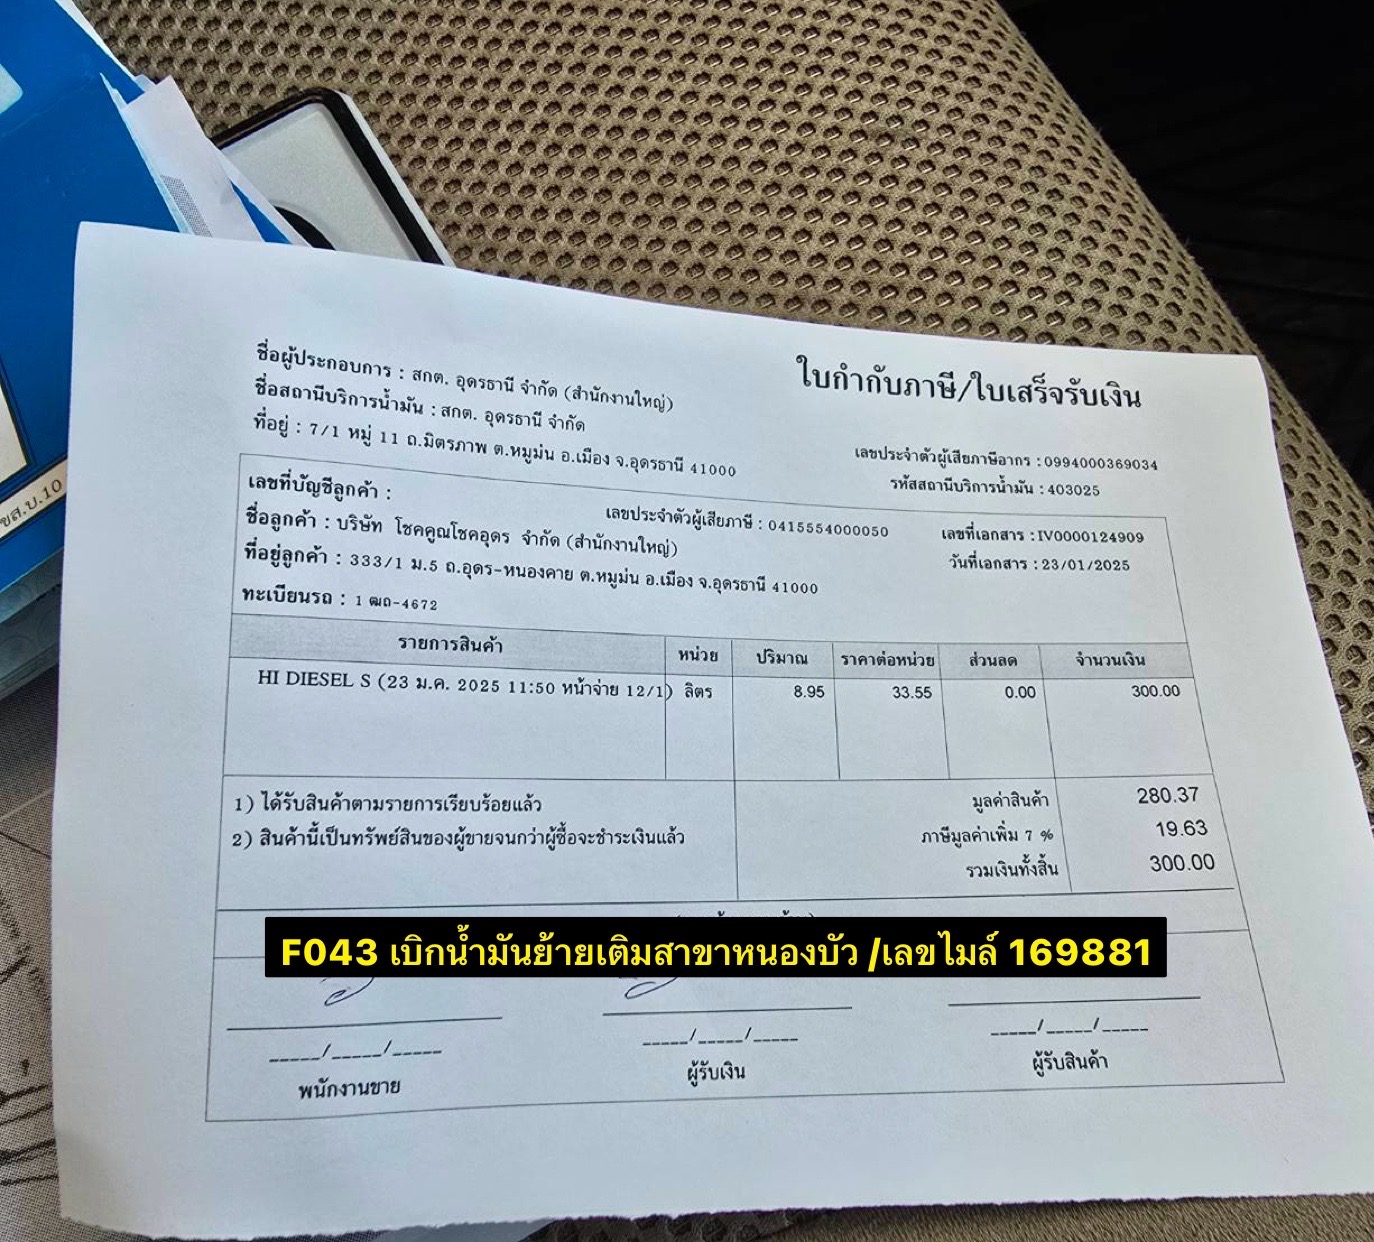 ขส.บ.10
ใบกำกับภาษี/ใบเสร็จรับเงิน
ชื่อผู้ประกอบการ : สกต. อุดรธานี จำกัด (สำนักงานใหญ่)
ชื่อสถานีบริการน้ำมัน : สกต. อุดรธานี จำกัด
ที่อยู่ : 7/1 หมู่ 11 ถ.มิตรภาพ ต.หมูม่น อ.เมือง จ.อุดรธานี 41000
เลขประจำตัวผู้เสียภาษีอากร : 0994000369034
รหัสสถานีบริการน้ำมัน : 403025
เลขที่บัญชีลูกค้า :
เลขประจำตัวผู้เสียภาษี : 0415554000050
เลขที่เอกสาร : IV0000124909
ชื่อลูกค้า : บริษัท โชคคูณโชคอุดร จำกัด (สำนักงานใหญ่)
วันที่เอกสาร : 23/01/2025
ที่อยู่ลูกค้า : 333/1 ม.5 ถ.อุดร-หนองคาย ต.หมูม่น อ.เมือง จ.อุดรธานี 41000
ทะเบียนรถ : 1 ฒถ-4672
รายการสินค้า หน่วย ปริมาณ ราคาต่อหน่วย ส่วนลด จำนวนเงิน
HI DIESEL S (23 ม.ค. 2025 11:50 หน้าจ่าย 12/1) ลิตร 8.95 33.55 0.00 300.00
1) ได้รับสินค้าตามรายการเรียบร้อยแล้ว
2) สินค้านี้เป็นทรัพย์สินของผู้ขายจนกว่าผู้ซื้อจะชำระเงินแล้ว
มูลค่าสินค้า 280.37
ภาษีมูลค่าเพิ่ม 7 % 19.63
รวมเงินทั้งสิ้น 300.00
F043 เบิกน้ำมันย้ายเติมสาขาหนองบัว /เลขไมล์ 169881
_____/_____/_____ _____/_____/_____ _____/_____/_____
พนักงานขาย ผู้รับเงิน ผู้รับสินค้า